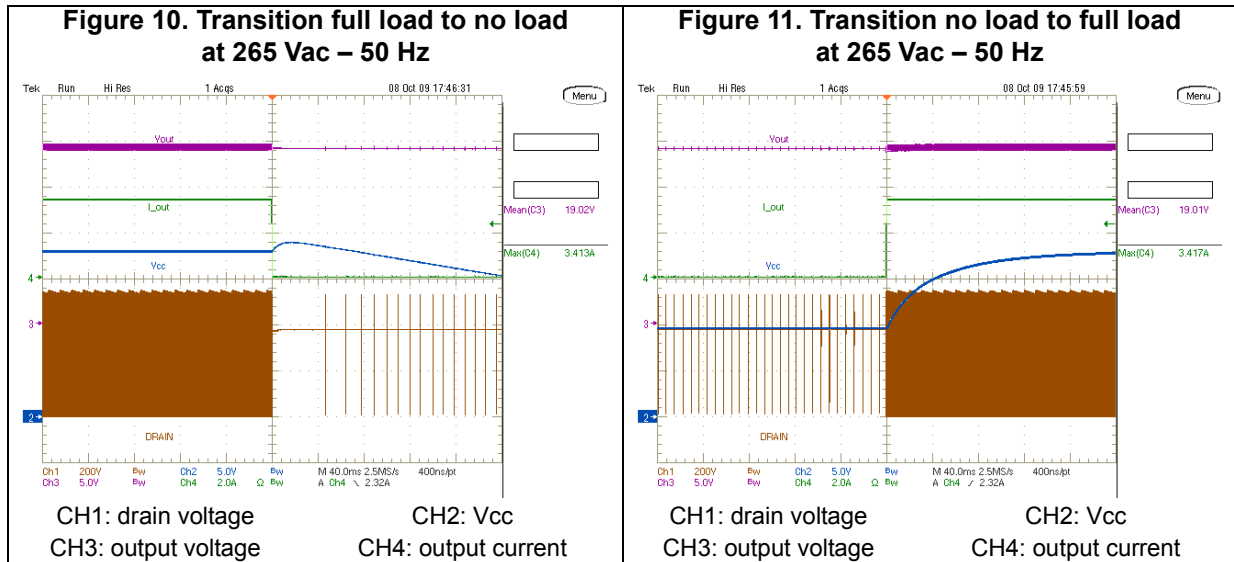 Figure 10. Transition full load to no load
at 265 Vac – 50 Hz
Tek Run Hi Res 1 Acqs 08 Oct 09 17:46:31
Menu
Vout
I_out
Mean(C3) 19.02V
Max(C4) 3.413A
Vcc
4
3
2
DRAIN
Ch1 200V Bw Ch2 5.0V Bw M 40.0ms 2.5MS/s 400ns/pt
Ch3 5.0V Bw Ch4 2.0A Ω Bw A Ch4 \ 2.32A
CH1: drain voltage CH2: Vcc
CH3: output voltage CH4: output current
Figure 11. Transition no load to full load
at 265 Vac – 50 Hz
Tek Run Hi Res 1 Acqs 08 Oct 09 17:45:59
Menu
Vout
I_out
Mean(C3) 19.01V
Max(C4) 3.417A
Vcc
4
3
2
DRAIN
Ch1 200V Bw Ch2 5.0V Bw M 40.0ms 2.5MS/s 400ns/pt
Ch3 5.0V Bw Ch4 2.0A Ω Bw A Ch4 / 2.32A
CH1: drain voltage CH2: Vcc
CH3: output voltage CH4: output current